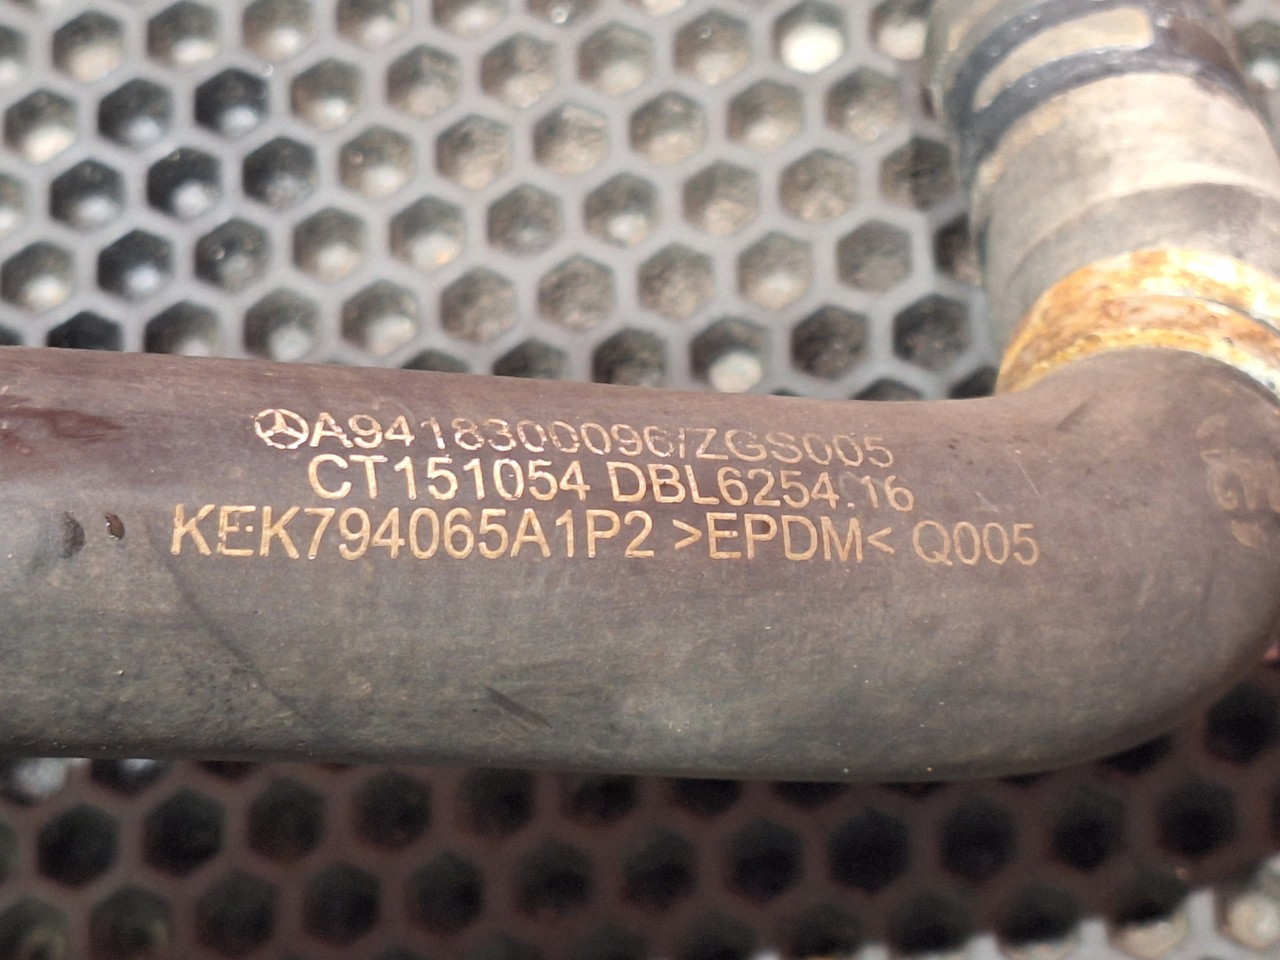 A9418300096/ZGS005
CT151054 DBL6254.16
KEK794065A1P2 >EPDM< Q005